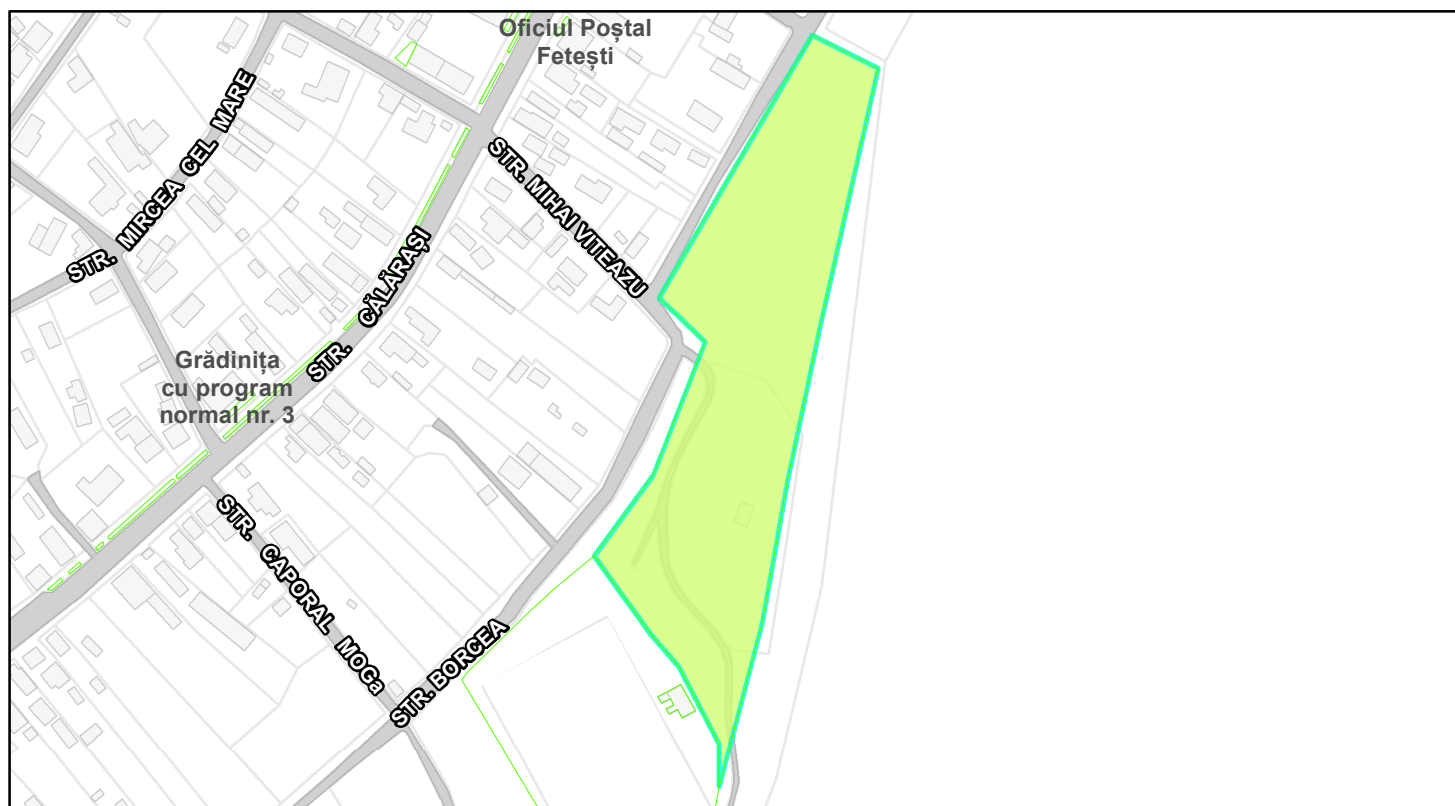 Oficiul Poștal
Fetești
STR. MIRCEA CEL MARE
STR. MIHAI VITEAZU
STR. CĂLĂRAȘI
Grădinița
cu program
normal nr. 3
STR. CAPORAL MOGa
STR. BORCEA